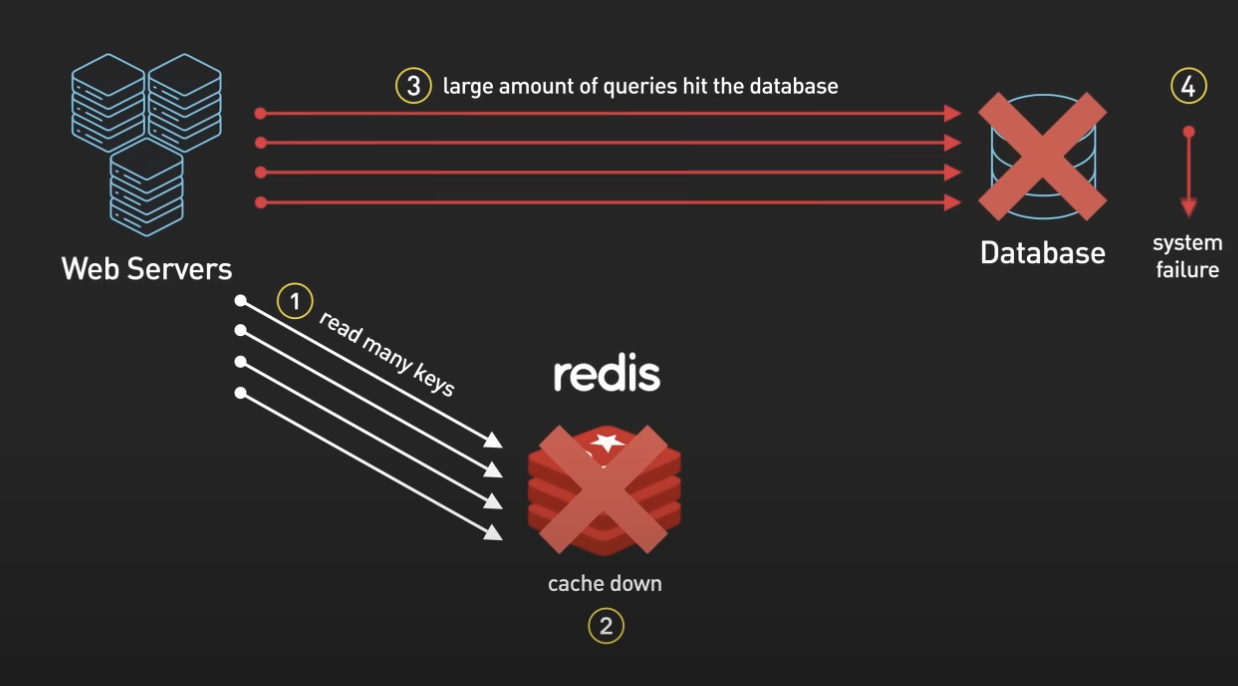 3 large amount of queries hit the database
4
Web Servers
Database
system
failure
1 read many keys
redis
cache down
2